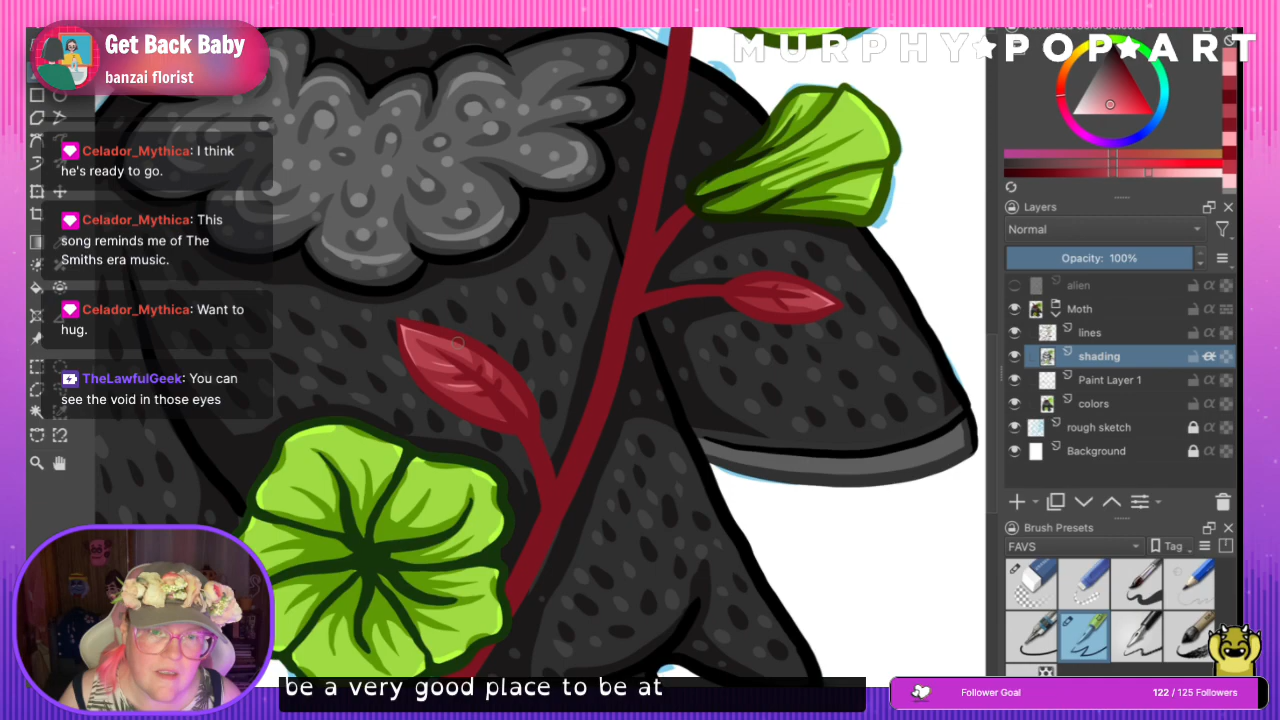 Get Back Baby
banzai florist
MURPHY★POP★ART
Celador_Mythica: I think
he's ready to go.
Celador_Mythica: This
song reminds me of The
Smiths era music.
Celador_Mythica: Want to
hug.
TheLawfulGeek: You can
see the void in those eyes
Layers
Normal
Opacity: 100%
alien
Moth
lines
shading
Paint Layer 1
colors
rough sketch
Background
Brush Presets
FAVS
Tag
be a very good place to be at
Follower Goal
122 / 125 Followers